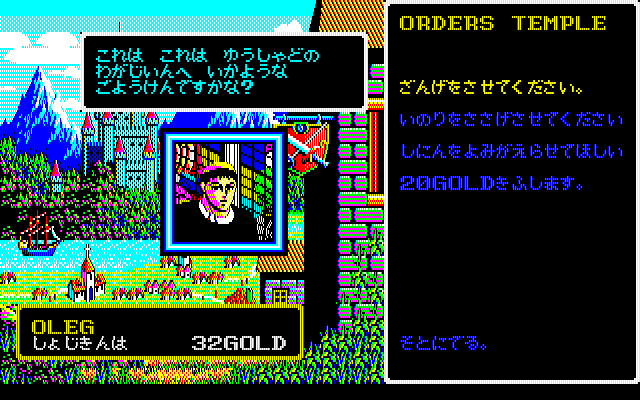 これは　これは　ゆうしゃどの
わがじいんへ　いかような
ごようけんですかな?
OLEG
しょじきんは　32GOLD
ORDERS TEMPLE
ざんげをさせてください。
いのりをささげさせてください
しにんをよみがえらせてほしい
20GOLDをふします。
そとにでる。